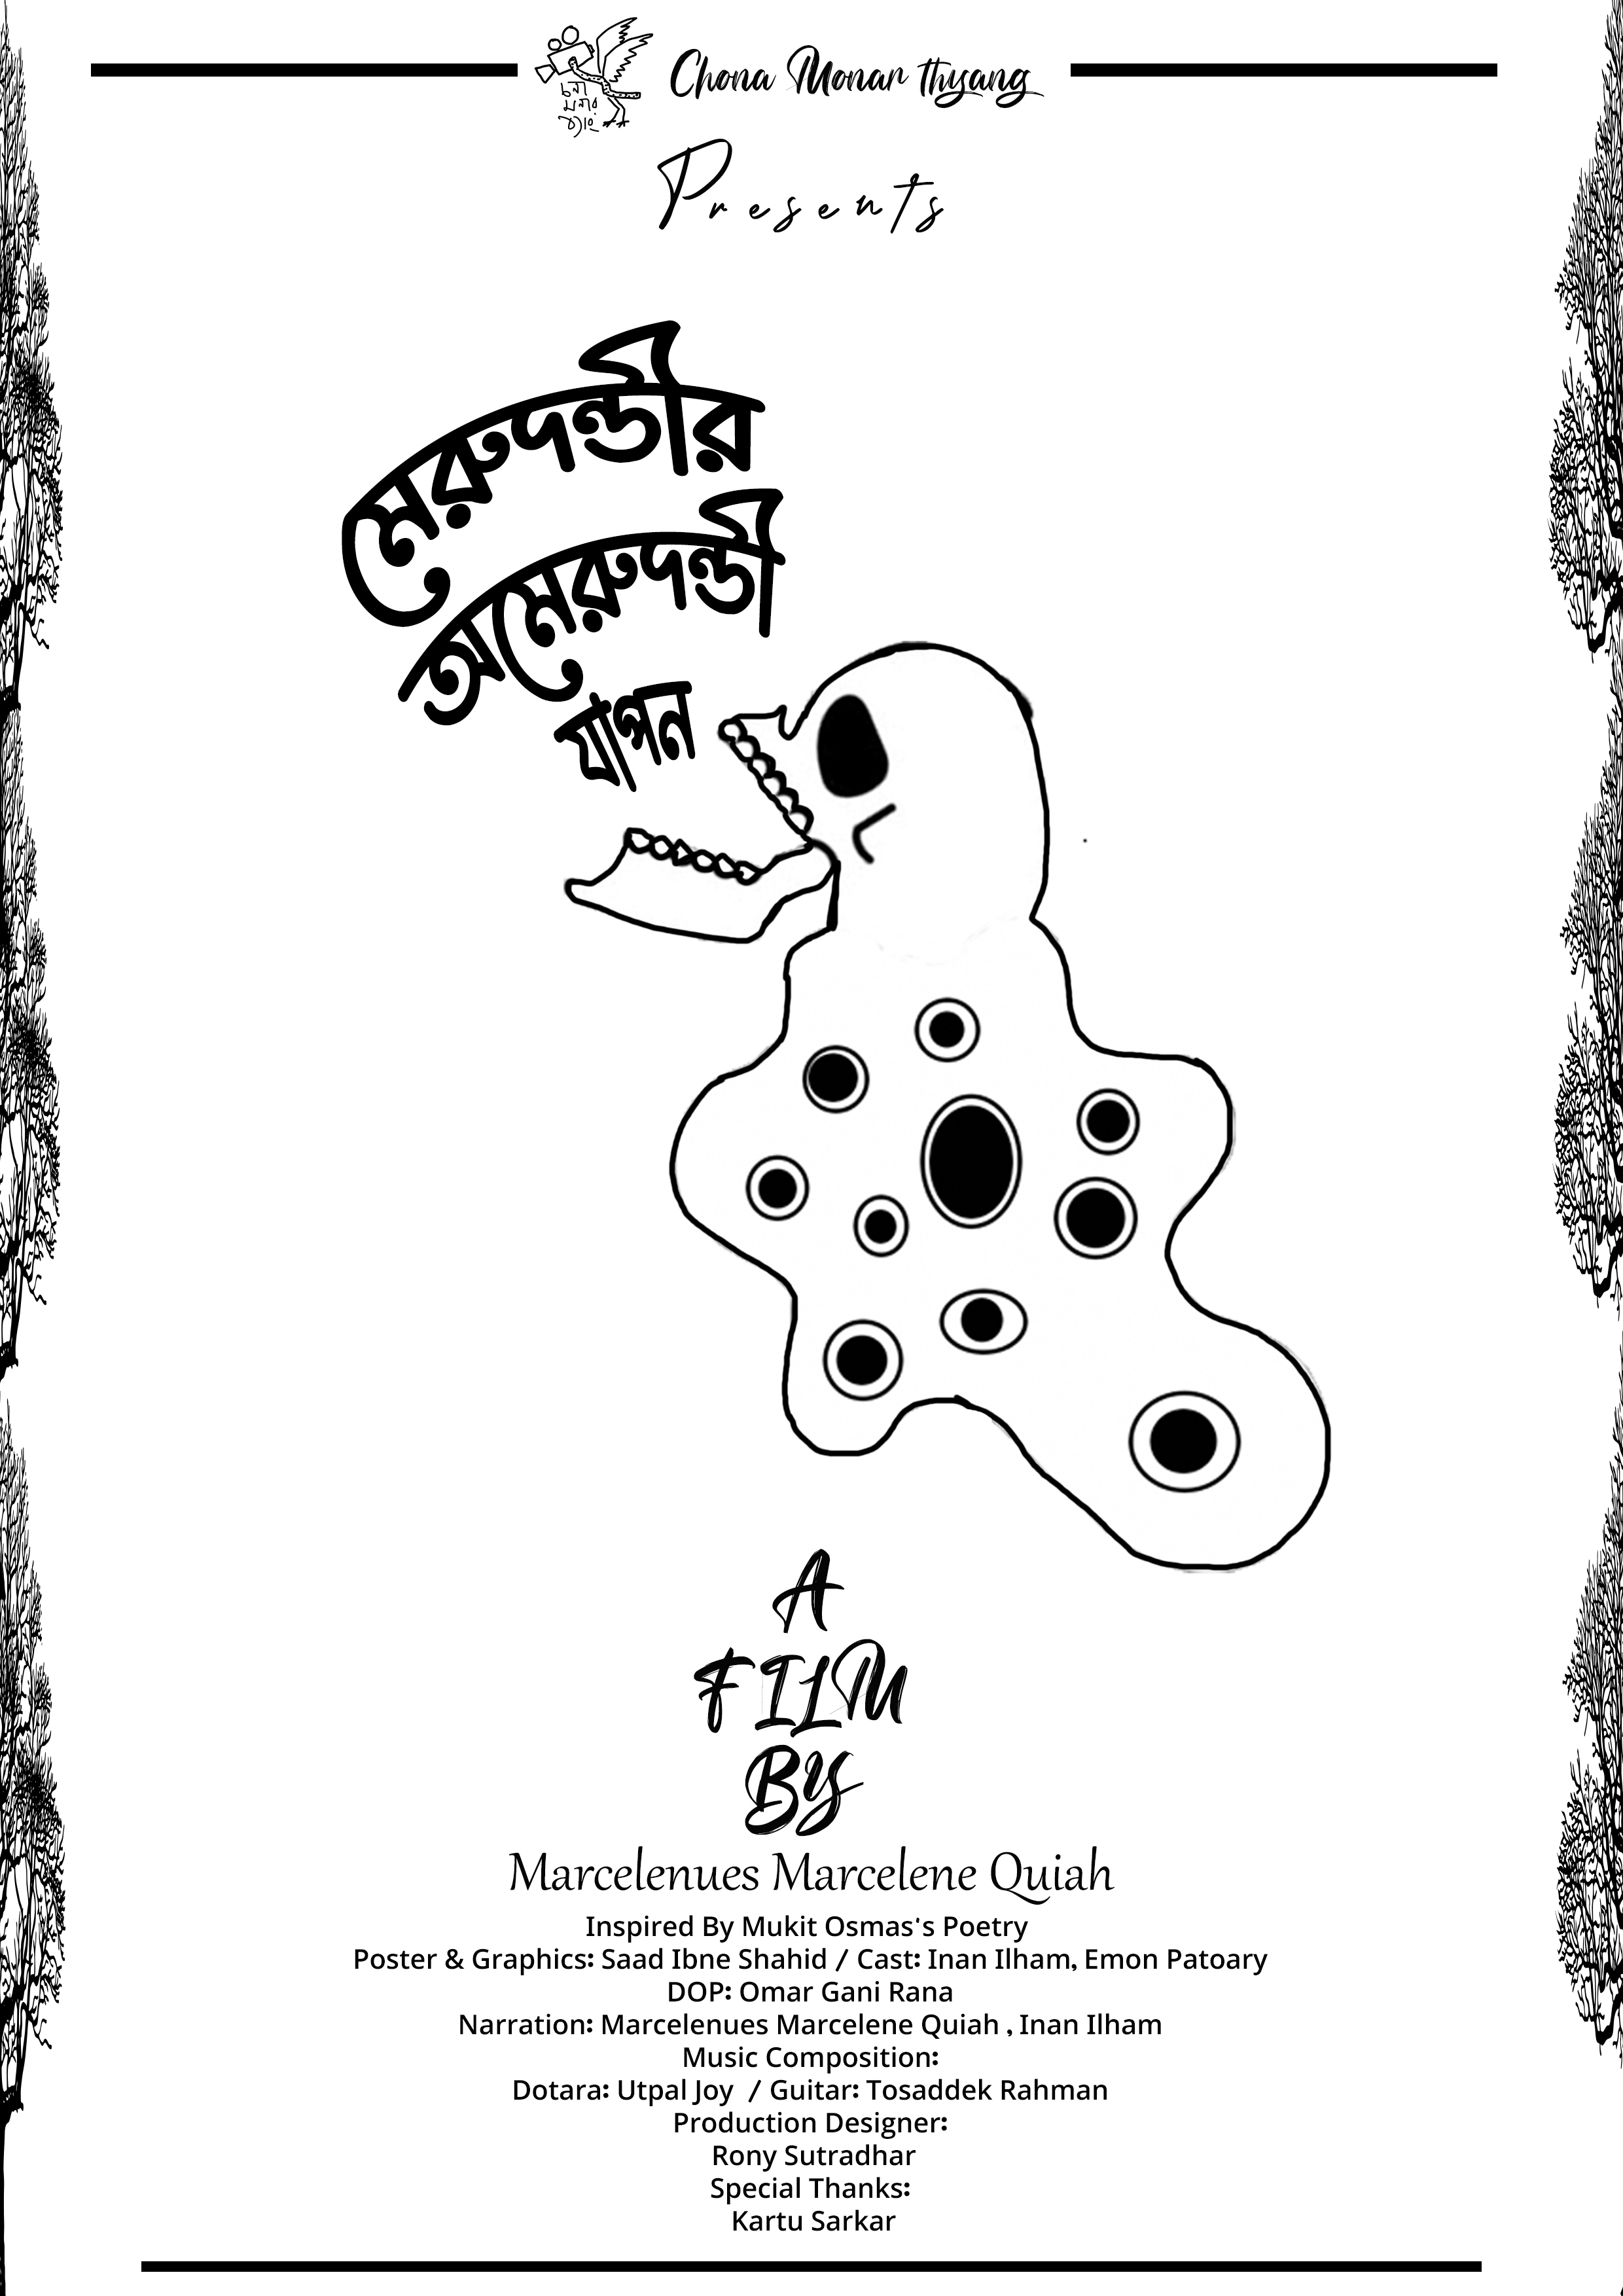 চনা
মনার
ঠ্যাং
Chona Monar Thyang
Presents
মেরুদন্ডীর
অমেরুদন্ডী
যাপন
A
FILM
BY
Marcelenues Marcelene Quiah
Inspired By Mukit Osmas's Poetry
Poster & Graphics: Saad Ibne Shahid / Cast: Inan Ilham, Emon Patoary
DOP: Omar Gani Rana
Narration: Marcelenues Marcelene Quiah , Inan Ilham
Music Composition:
Dotara: Utpal Joy / Guitar: Tosaddek Rahman
Production Designer:
Rony Sutradhar
Special Thanks:
Kartu Sarkar